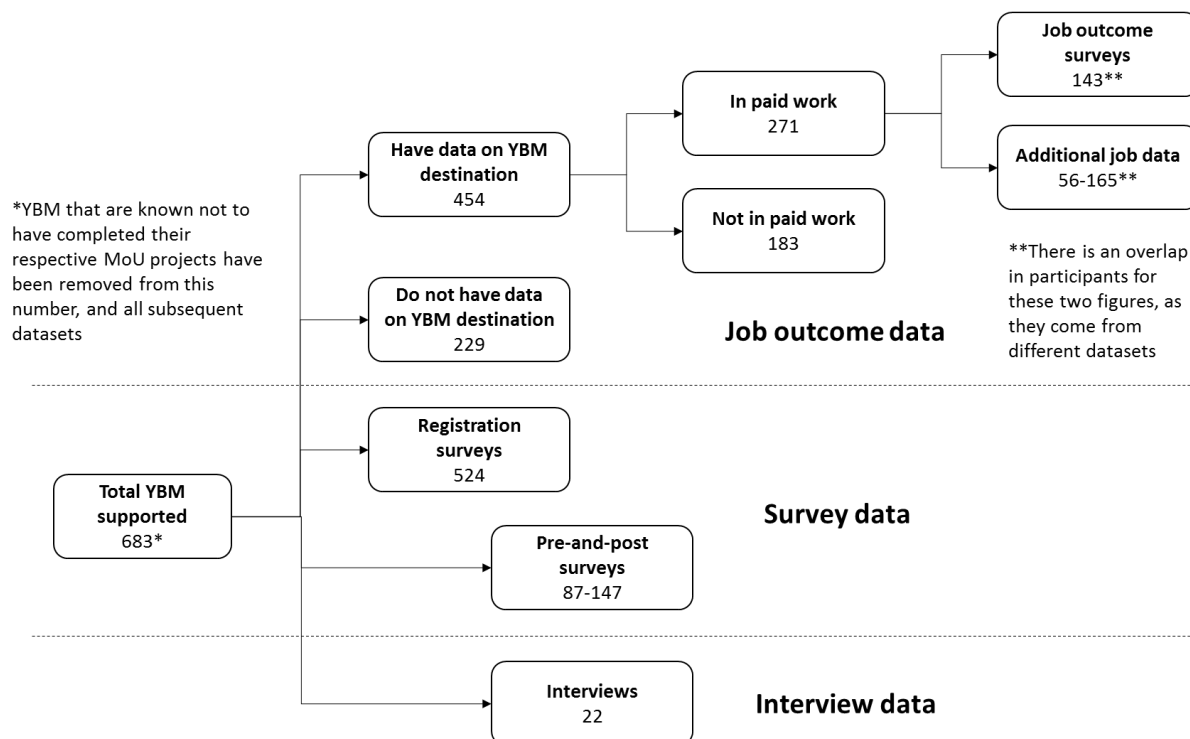 Job outcome
surveys
143**
In paid work
271
Additional job data
56-165**
Have data on YBM
destination
454
Not in paid work
183
*YBM that are known not to
have completed their
respective MoU projects have
been removed from this
number, and all subsequent
datasets
**There is an overlap
in participants for
these two figures, as
they come from
different datasets
Do not have data
on YBM destination
229
Job outcome data
Registration
surveys
524
Total YBM
supported
683*
Survey data
Pre-and-post
surveys
87-147
Interviews
22
Interview data